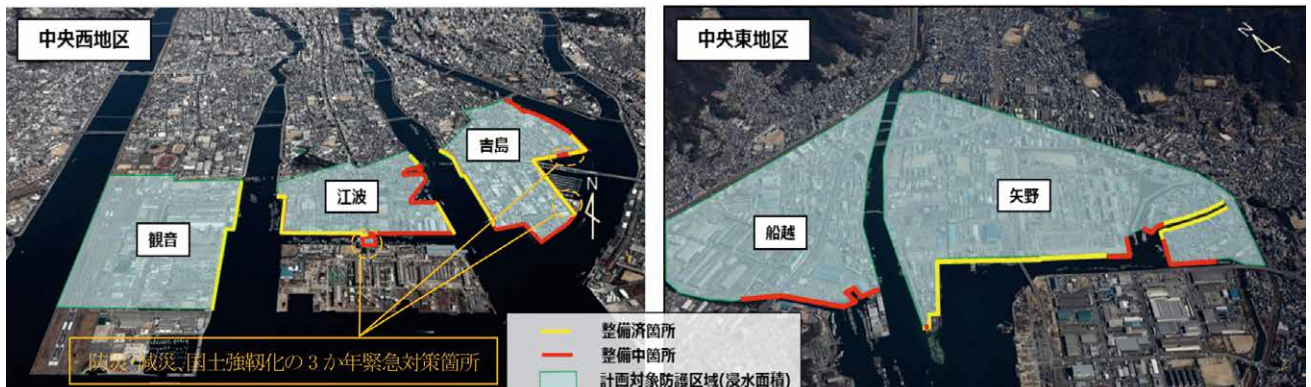 中央西地区
吉島
N
江波
観音
防災・減災、国土強靱化の3か年緊急対策箇所
中央東地区
N
矢野
船越
整備済箇所
整備中箇所
計画対象防護区域(浸水面積)